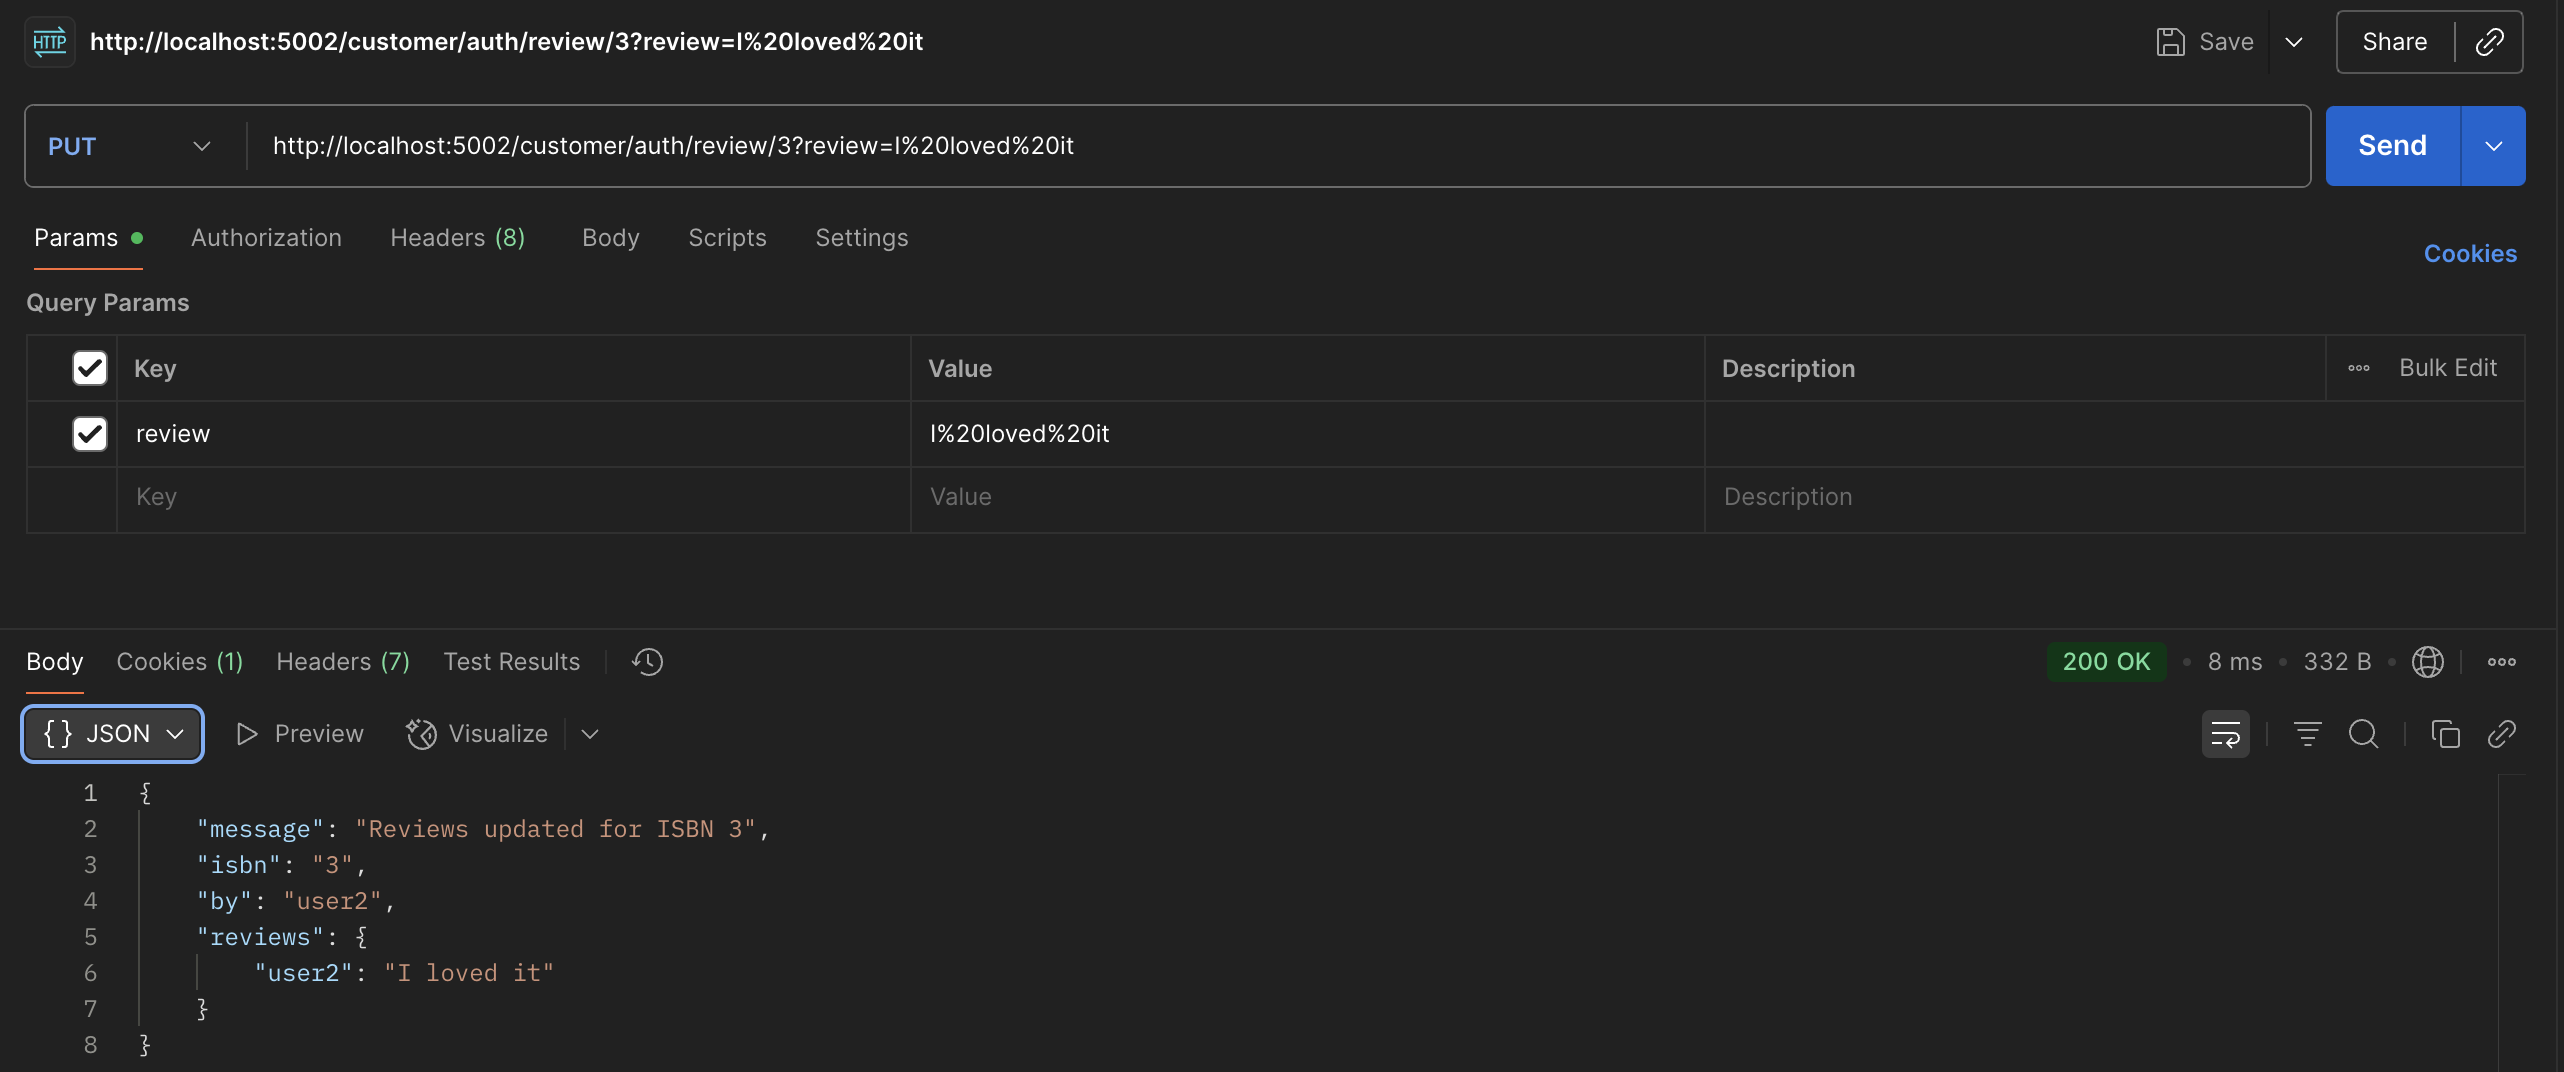 HTTP http://localhost:5002/customer/auth/review/3?review=I%20loved%20it Save Share
PUT http://localhost:5002/customer/auth/review/3?review=I%20loved%20it Send
Params Authorization Headers (8) Body Scripts Settings Cookies
Query Params
Key Value Description Bulk Edit
review I%20loved%20it
Key Value Description
Body Cookies (1) Headers (7) Test Results 200 OK 8 ms 332 B
{ } JSON Preview Visualize
1 {
2 "message": "Reviews updated for ISBN 3",
3 "isbn": "3",
4 "by": "user2",
5 "reviews": {
6 "user2": "I loved it"
7 }
8 }